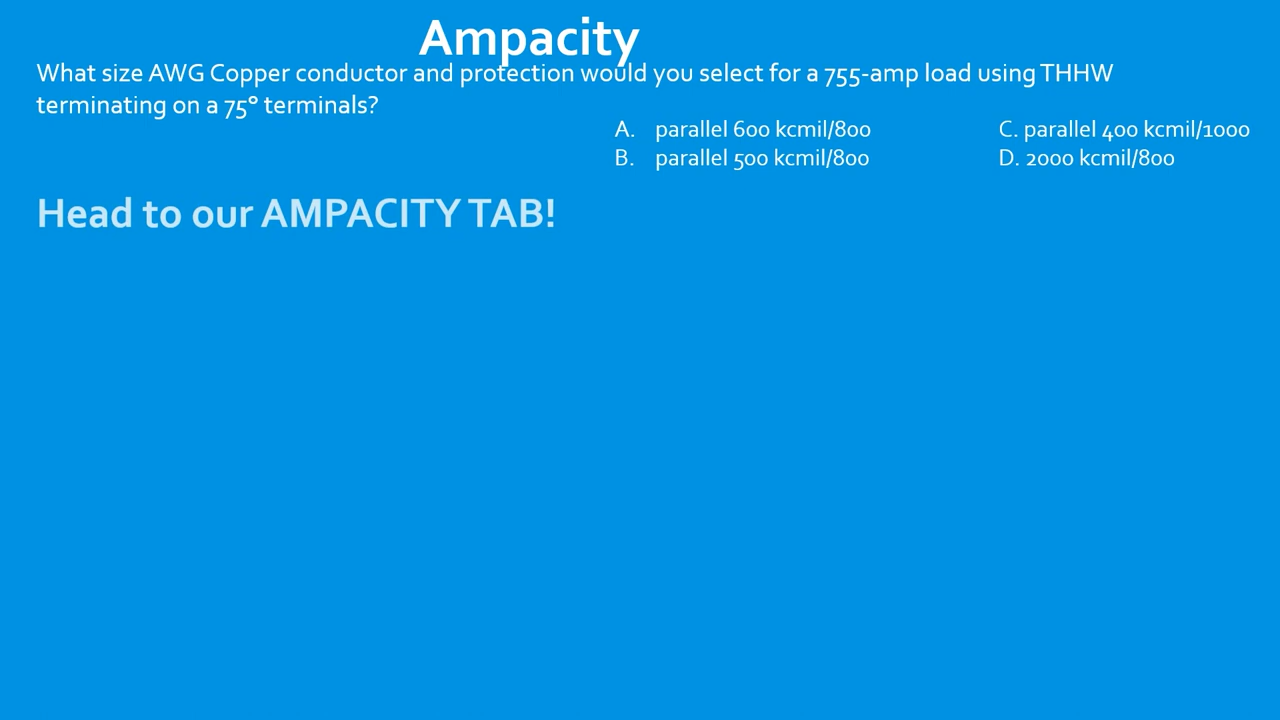 Ampacity
What size AWG Copper conductor and protection would you select for a 755-amp load using THHW
terminating on a 75º terminals?
A. parallel 600 kcmil/800
B. parallel 500 kcmil/800
C. parallel 400 kcmil/1000
D. 2000 kcmil/800
Head to our AMPACITY TAB!